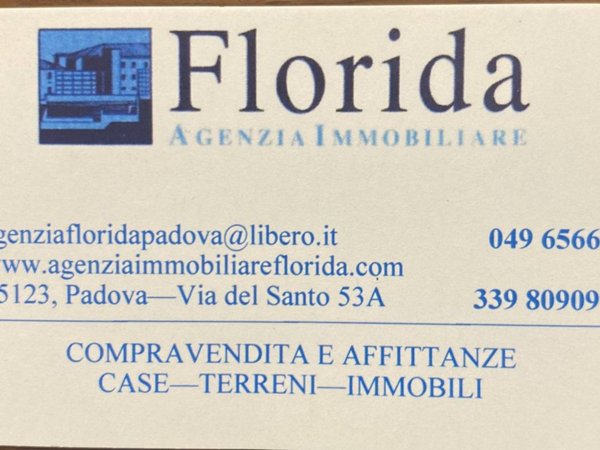 Florida
AGENZIA IMMOBILIARE
genziafloridapadova@libero.it 049 6566
www.agenziaimmobiliareflorida.com
5123, Padova—Via del Santo 53A 339 80909
COMPRAVENDITA E AFFITTANZE
CASE—TERRENI—IMMOBILI